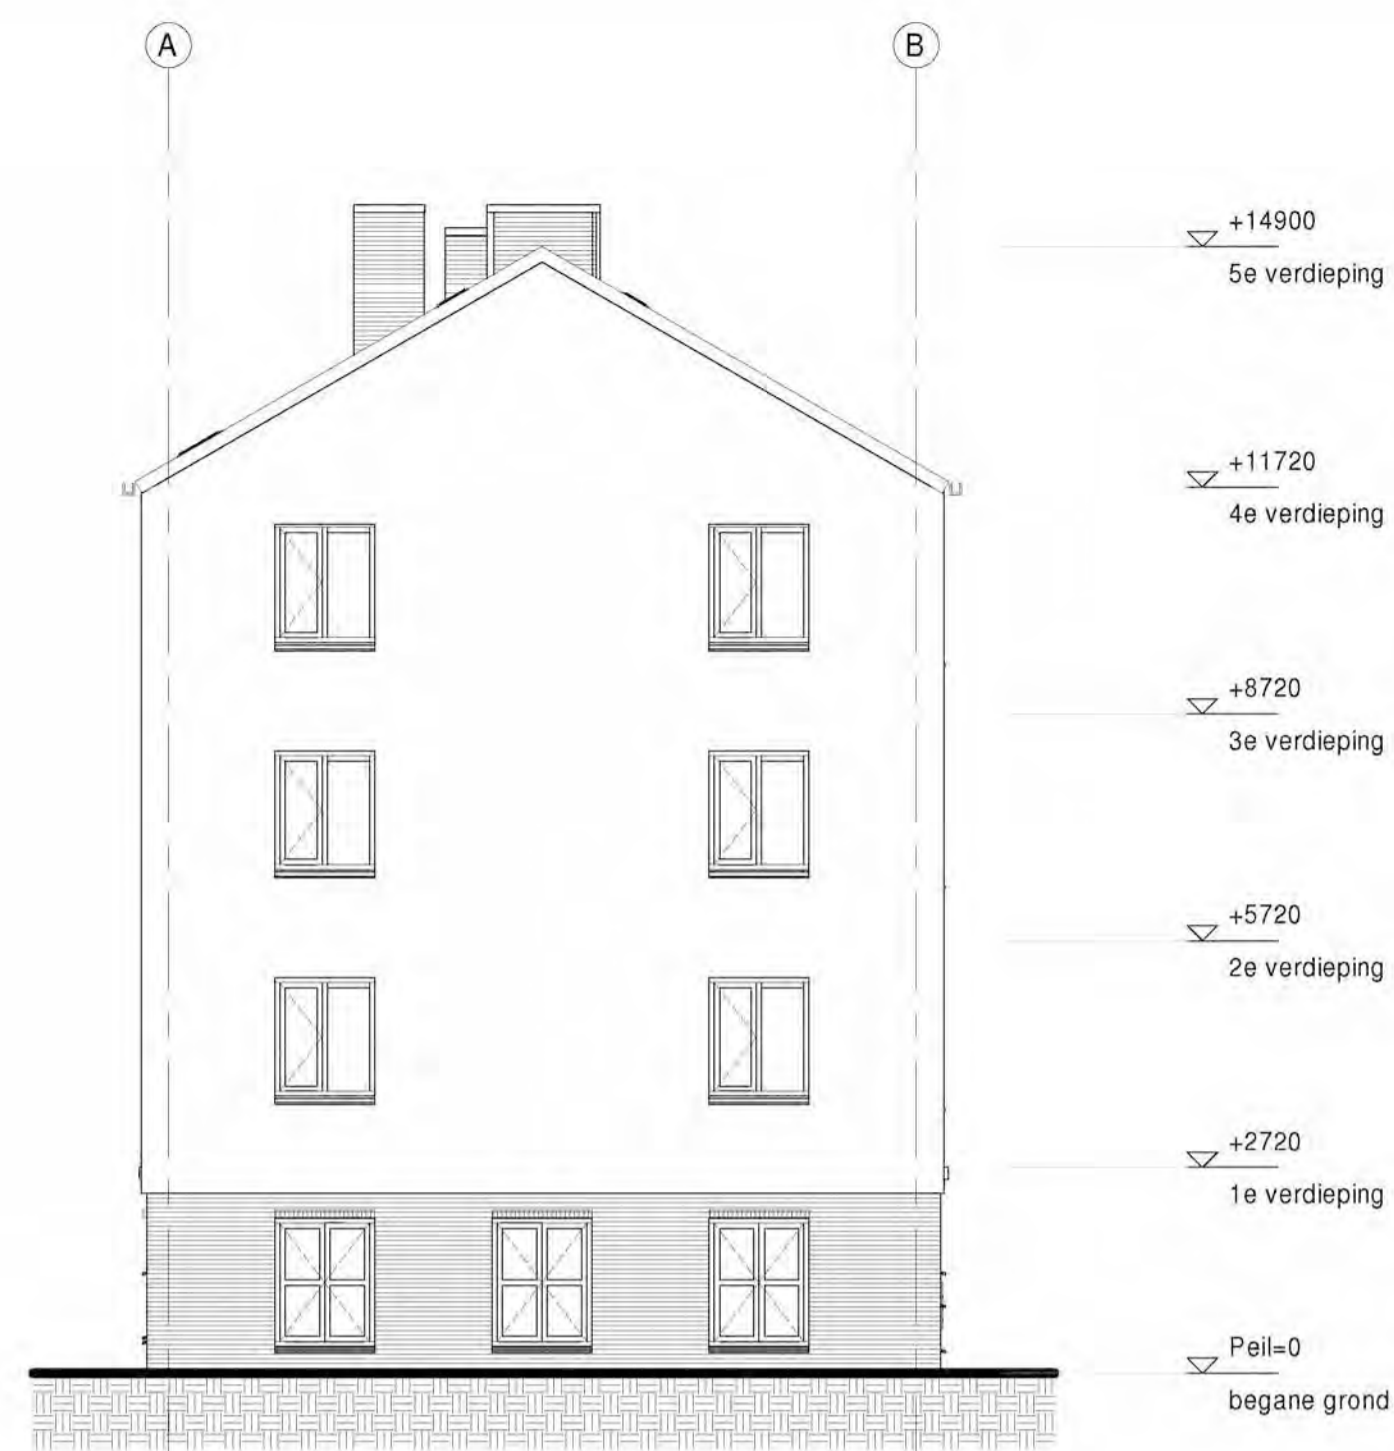 A
B
+14900
5e verdieping
+11720
4e verdieping
+8720
3e verdieping
+5720
2e verdieping
+2720
1e verdieping
Peil=0
begane grond